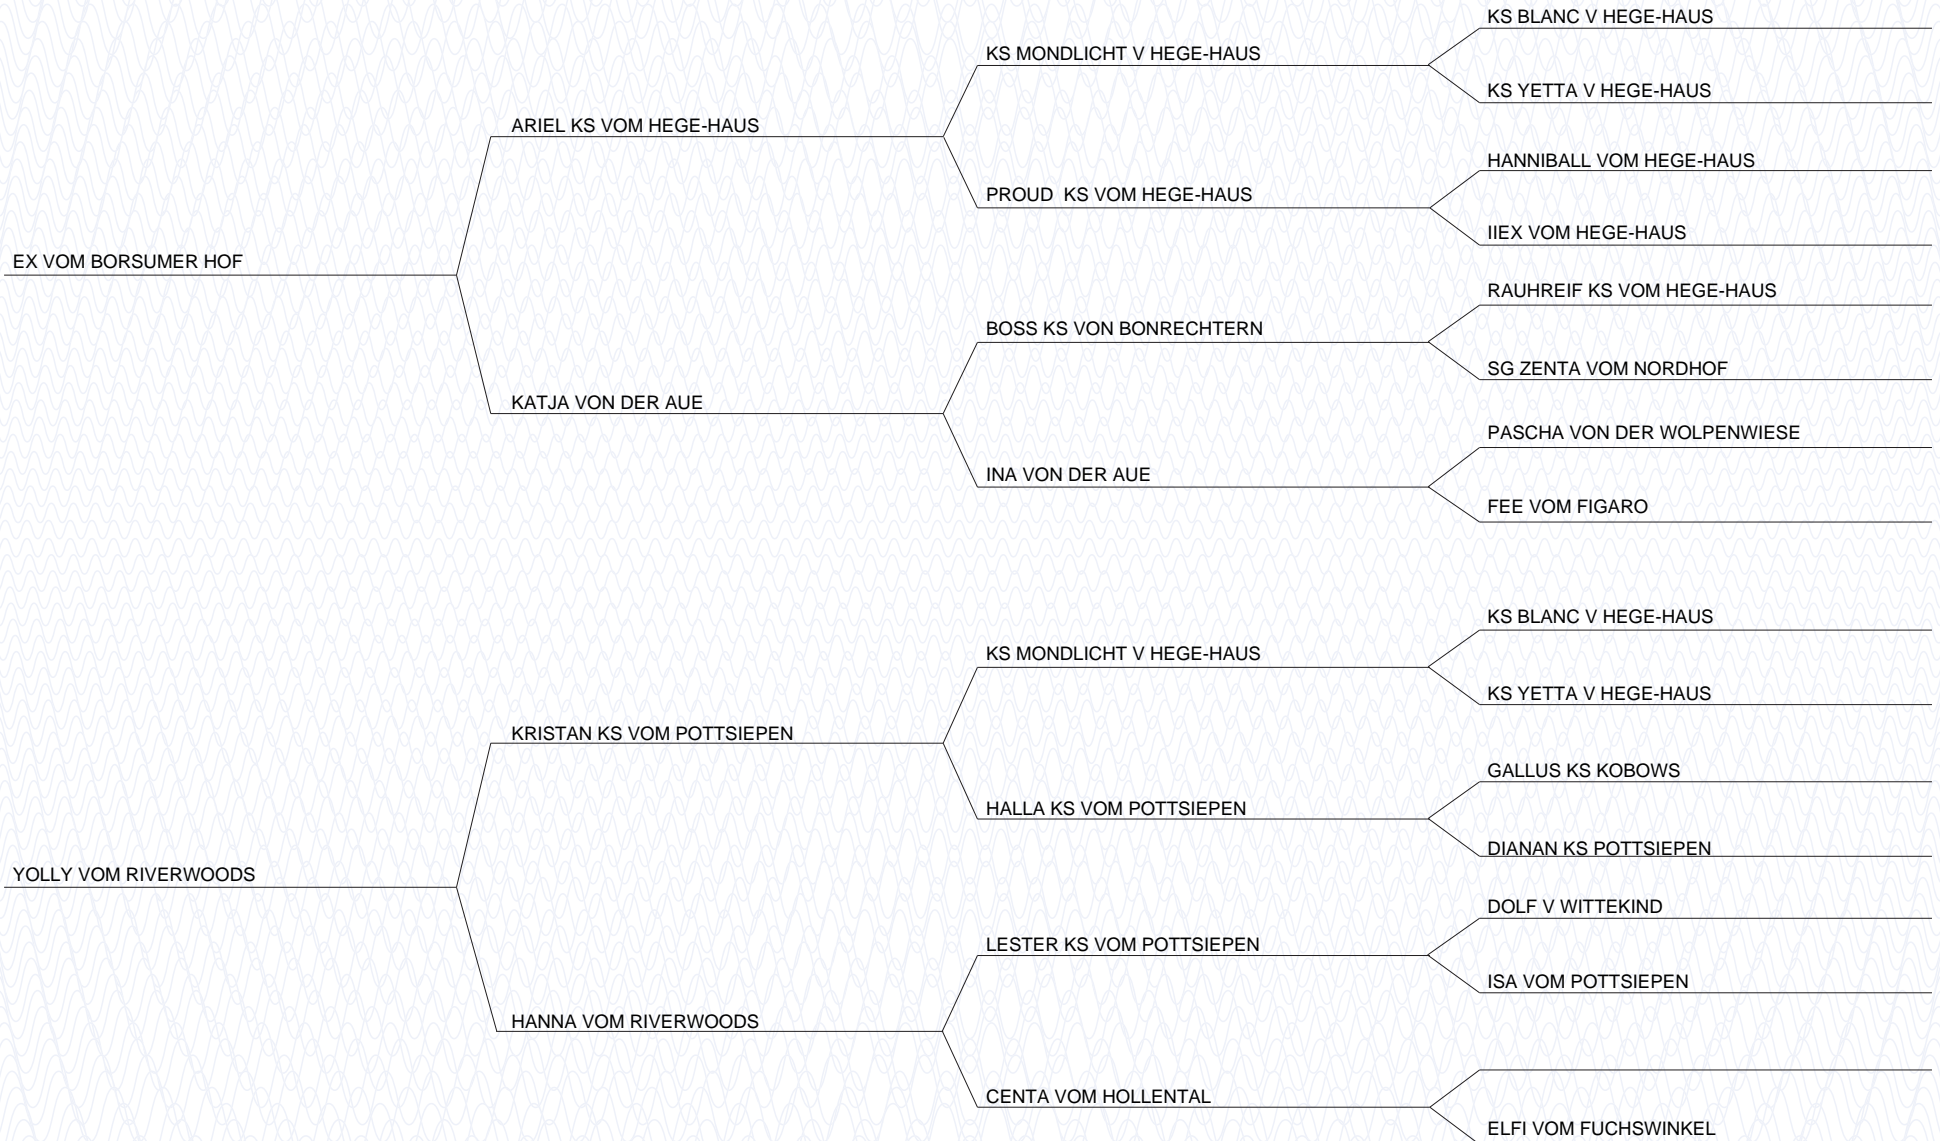 KS BLANC V HEGE-HAUS
KS MONDLICHT V HEGE-HAUS
KS YETTA V HEGE-HAUS
ARIEL KS VOM HEGE-HAUS
HANNIBALL VOM HEGE-HAUS
PROUD  KS VOM HEGE-HAUS
IIEX VOM HEGE-HAUS
EX VOM BORSUMER HOF
RAUHREIF KS VOM HEGE-HAUS
BOSS KS VON BONRECHTERN
SG ZENTA VOM NORDHOF
KATJA VON DER AUE
PASCHA VON DER WOLPENWIESE
INA VON DER AUE
FEE VOM FIGARO
KS BLANC V HEGE-HAUS
KS MONDLICHT V HEGE-HAUS
KS YETTA V HEGE-HAUS
KRISTAN KS VOM POTTSIEPEN
GALLUS KS KOBOWS
HALLA KS VOM POTTSIEPEN
DIANAN KS POTTSIEPEN
YOLLY VOM RIVERWOODS
DOLF V WITTEKIND
LESTER KS VOM POTTSIEPEN
ISA VOM POTTSIEPEN
HANNA VOM RIVERWOODS
CENTA VOM HOLLENTAL
ELFI VOM FUCHSWINKEL